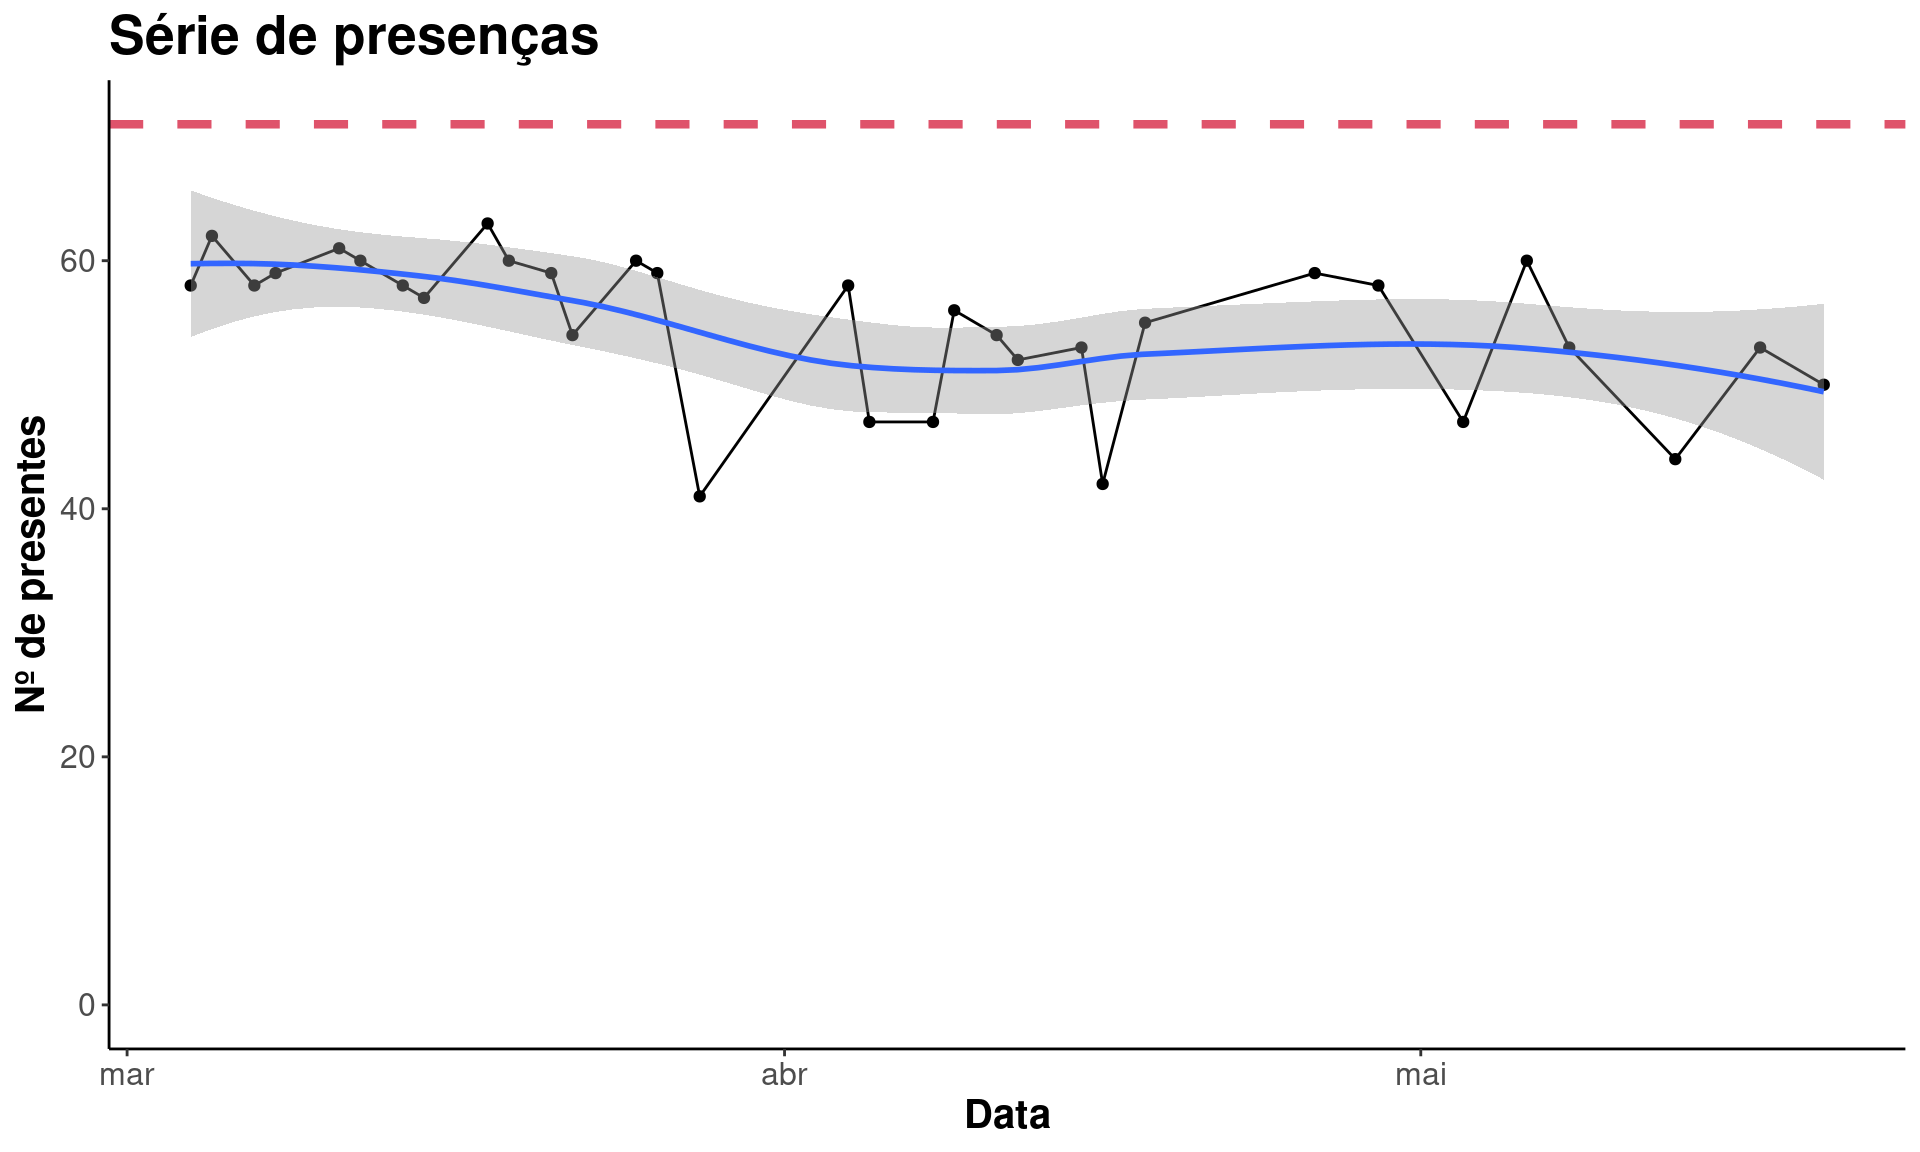 Série de presenças
Nº de presentes
60
40
20
0
mar
abr
mai
Data